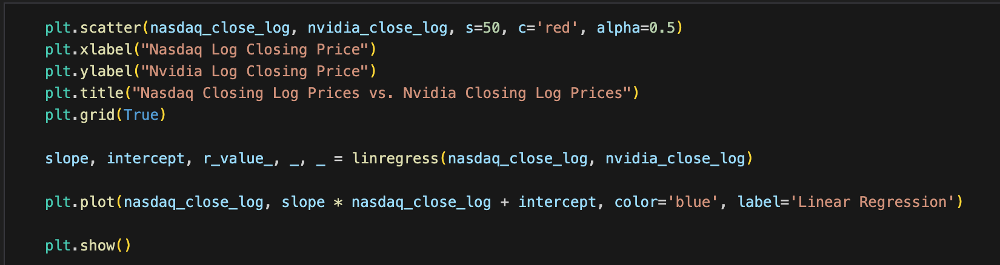 plt.scatter(nasdaq_close_log, nvidia_close_log, s=50, c='red', alpha=0.5)
plt.xlabel("Nasdaq Log Closing Price")
plt.ylabel("Nvidia Log Closing Price")
plt.title("Nasdaq Closing Log Prices vs. Nvidia Closing Log Prices")
plt.grid(True)
slope, intercept, r_value_, _, _ = linregress(nasdaq_close_log, nvidia_close_log)
plt.plot(nasdaq_close_log, slope * nasdaq_close_log + intercept, color='blue', label='Linear Regression')
plt.show()